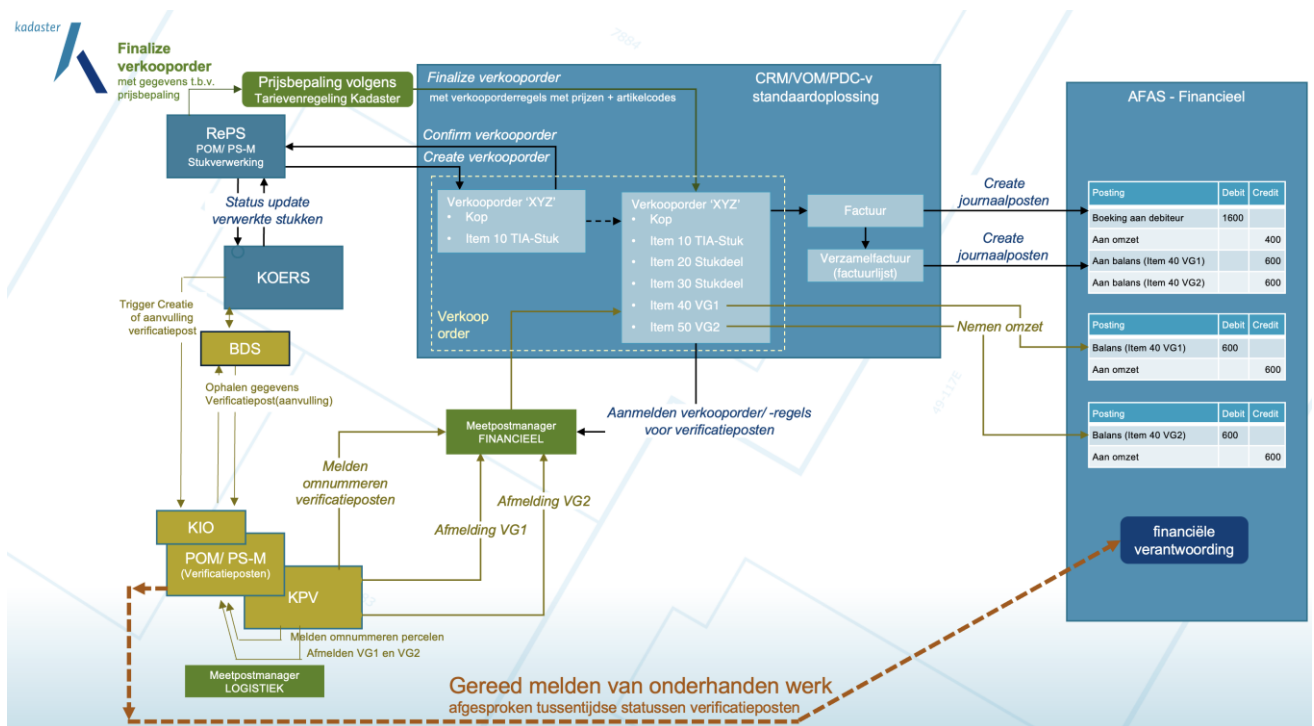 kadaster
Finalize
verkooporder
met gegevens t.b.v.
prijsbepaling
Prijsbepaling volgens
Tarievenregeling Kadaster
Finalize verkooporder
met verkooporderregels met prijzen + artikelcodes
CRM/VOM/PDC-v
standaardoplossing
AFAS - Financieel
7884
RePS
POM/ PS-M
Stukverwerking
Confirm verkooporder
Create verkooporder
Status update
verwerkte stukken
KOERS
Verkooporder ‘XYZ’
• Kop
• Item 10 TIA-Stuk
Verkooporder ‘XYZ’
• Kop
• Item 10 TIA-Stuk
• Item 20 Stukdeel
• Item 30 Stukdeel
• Item 40 VG1
• Item 50 VG2
Verkoop
order
Factuur
Verzamelfactuur
(factuurlijst)
Create
journaalposten
Create
journaalposten
Nemen omzet
Posting Debit Credit
Boeking aan debiteur 1600
Aan omzet 400
Aan balans (Item 40 VG1) 600
Aan balans (Item 40 VG2) 600
Posting Debit Credit
Balans (Item 40 VG1) 600
Aan omzet 600
Posting Debit Credit
Balans (Item 40 VG2) 600
Aan omzet 600
Trigger Creatie
of aanvulling
verificatiepost
BDS
Ophalen gegevens
Verificatiepost(aanvulling)
49-117E
Meetpostmanager
FINANCIEEL
Aanmelden verkooporder/ -regels
voor verificatieposten
Melden
omnummeren
verificatieposten
Afmelding VG1
Afmelding VG2
KIO
POM/ PS-M
(Verificatieposten)
KPV
Melden omnummeren percelen
Afmelden VG1 en VG2
Meetpostmanager
LOGISTIEK
financiële
verantwoording
Gereed melden van onderhanden werk
afgesproken tussentijdse statussen verificatieposten